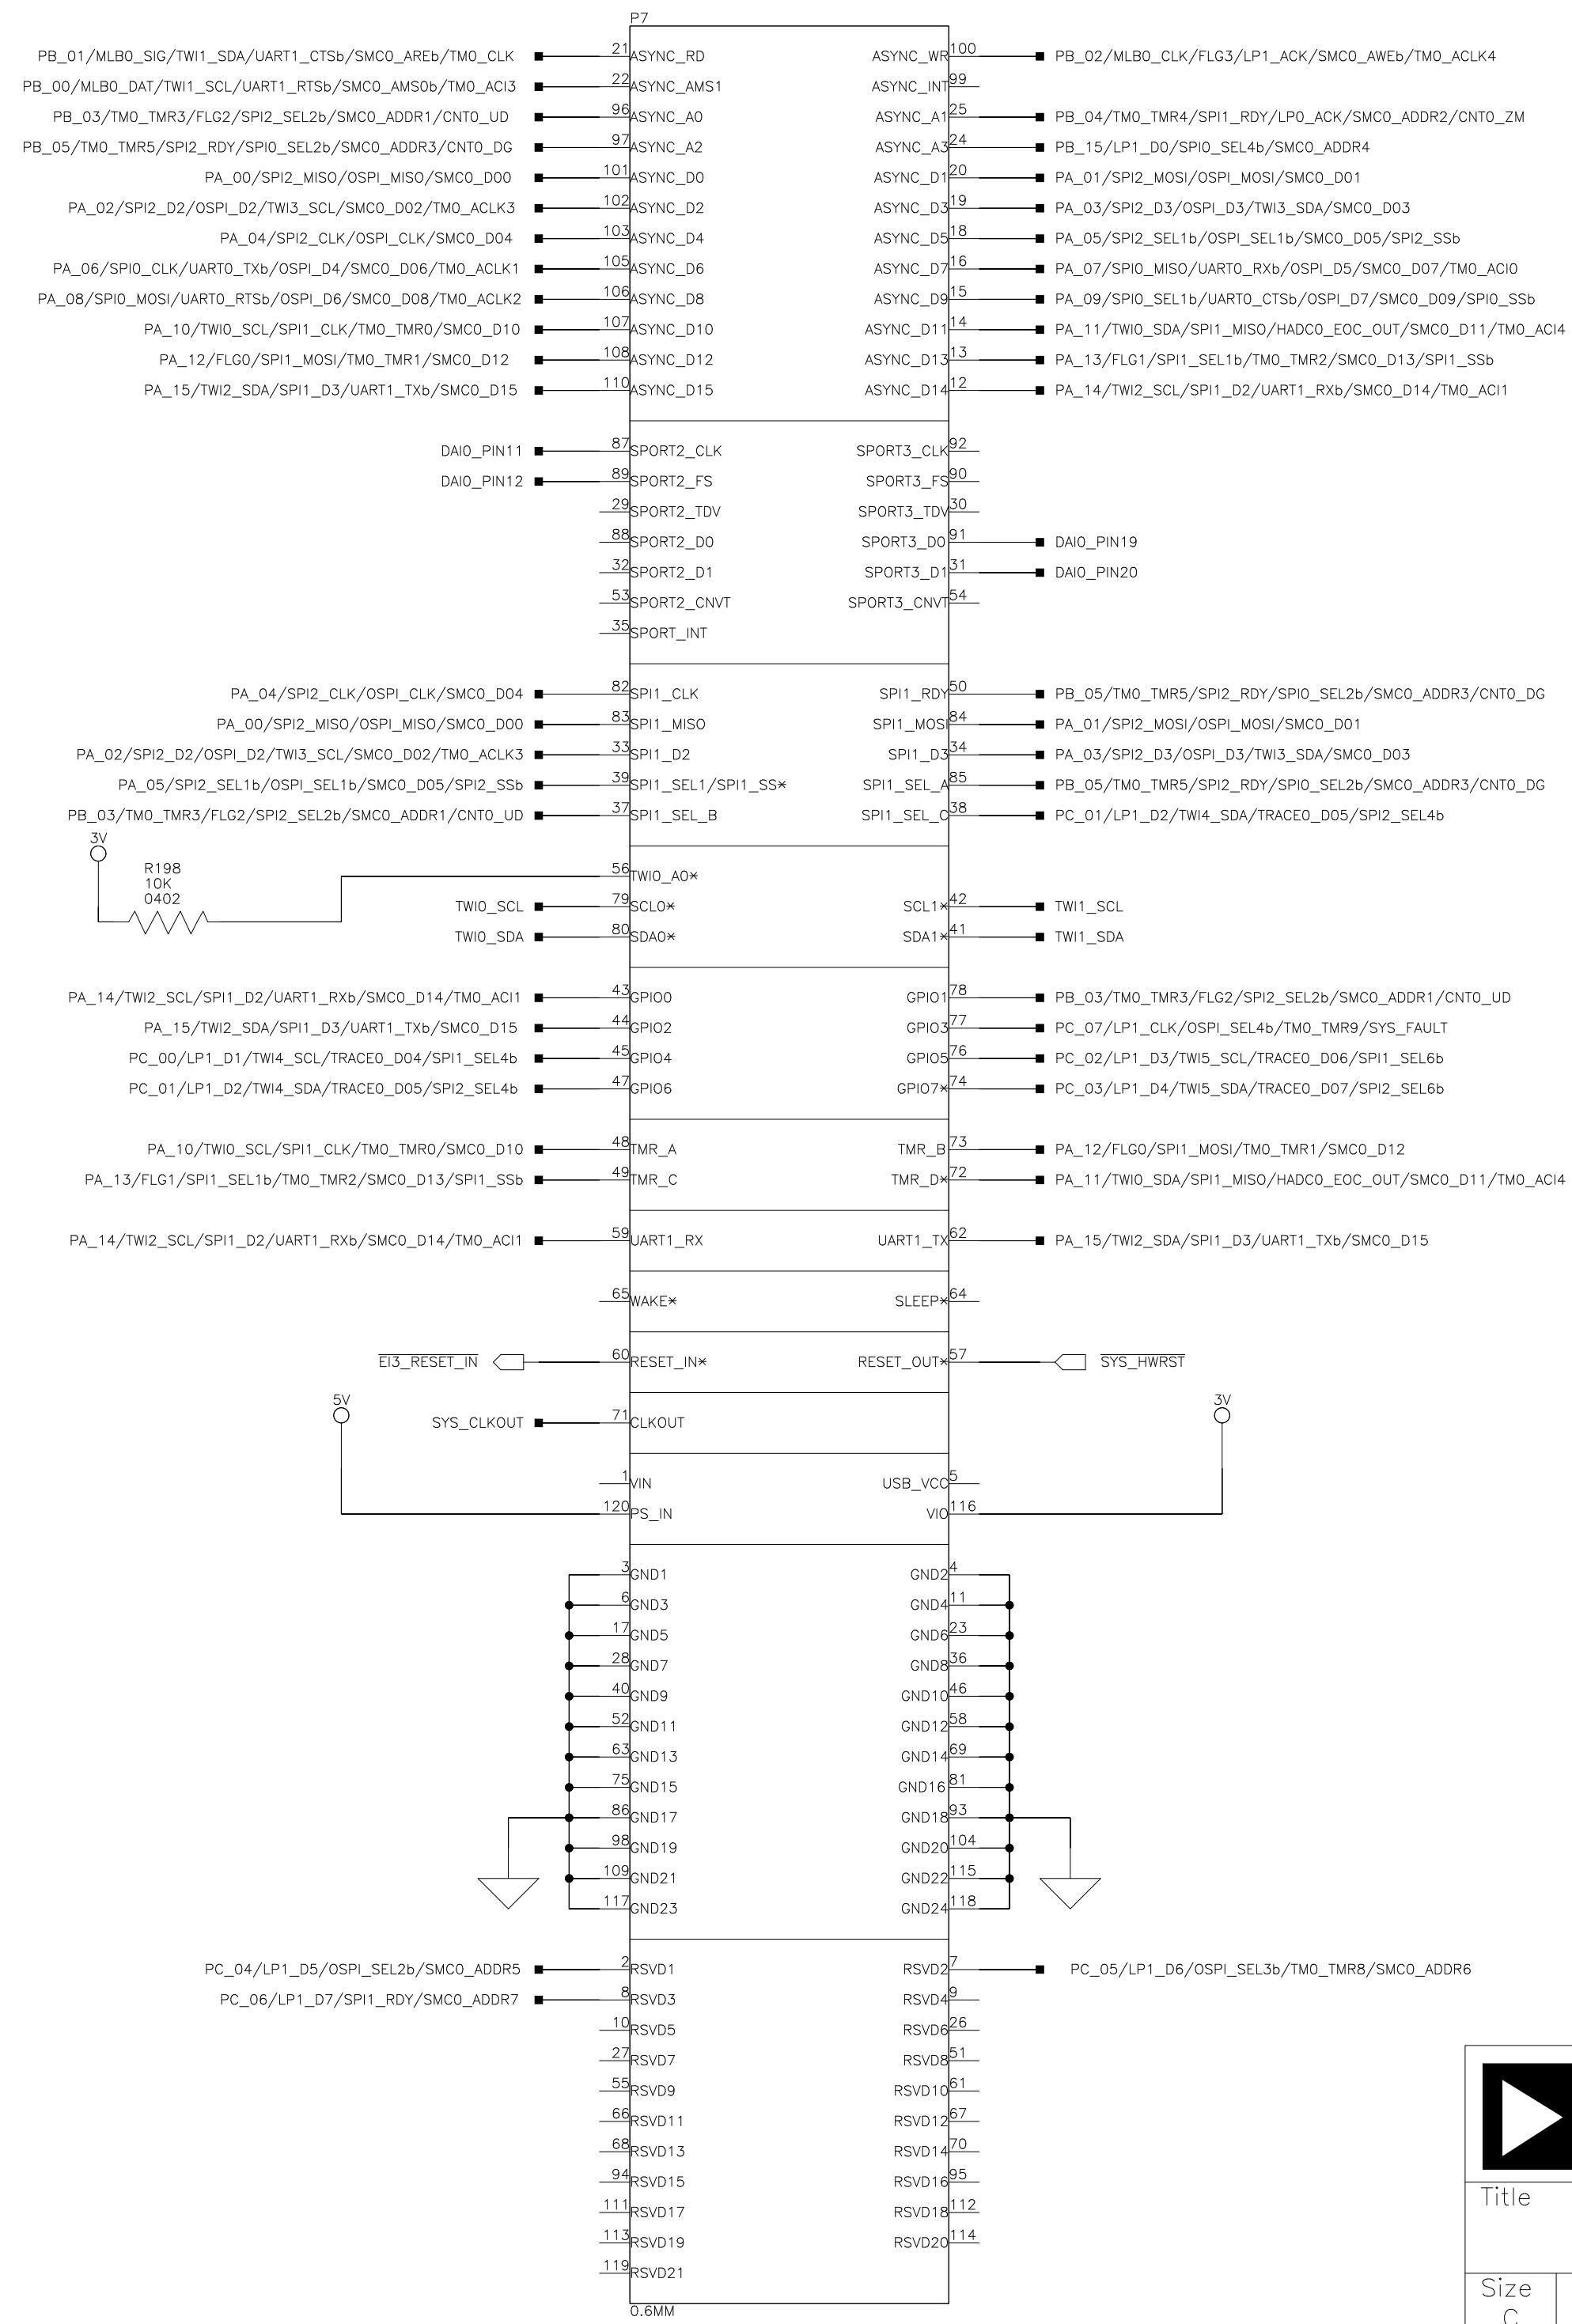 P7
PB_01/MLB0_SIG/TWI1_SDA/UART1_CTSb/SMC0_AREb/TM0_CLK 21 ASYNC_RD ASYNC_WR 100 PB_02/MLB0_CLK/FLG3/LP1_ACK/SMC0_AWEb/TM0_ACLK4
PB_00/MLB0_DAT/TWI1_SCL/UART1_RTSb/SMC0_AMS0b/TM0_ACI3 22 ASYNC_AMS1 ASYNC_INT 99
PB_03/TM0_TMR3/FLG2/SPI2_SEL2b/SMC0_ADDR1/CNT0_UD 96 ASYNC_A0 ASYNC_A1 25 PB_04/TM0_TMR4/SPI1_RDY/LP0_ACK/SMC0_ADDR2/CNT0_ZM
PB_05/TM0_TMR5/SPI2_RDY/SPI0_SEL2b/SMC0_ADDR3/CNT0_DG 97 ASYNC_A2 ASYNC_A3 24 PB_15/LP1_D0/SPI0_SEL4b/SMC0_ADDR4
PA_00/SPI2_MISO/OSPI_MISO/SMC0_D00 101 ASYNC_D0 ASYNC_D1 20 PA_01/SPI2_MOSI/OSPI_MOSI/SMC0_D01
PA_02/SPI2_D2/OSPI_D2/TWI3_SCL/SMC0_D02/TM0_ACLK3 102 ASYNC_D2 ASYNC_D3 19 PA_03/SPI2_D3/OSPI_D3/TWI3_SDA/SMC0_D03
PA_04/SPI2_CLK/OSPI_CLK/SMC0_D04 103 ASYNC_D4 ASYNC_D5 18 PA_05/SPI2_SEL1b/OSPI_SEL1b/SMC0_D05/SPI2_SSb
PA_06/SPI0_CLK/UART0_TXb/OSPI_D4/SMC0_D06/TM0_ACLK1 105 ASYNC_D6 ASYNC_D7 16 PA_07/SPI0_MISO/UART0_RXb/OSPI_D5/SMC0_D07/TM0_ACI0
PA_08/SPI0_MOSI/UART0_RTSb/OSPI_D6/SMC0_D08/TM0_ACLK2 106 ASYNC_D8 ASYNC_D9 15 PA_09/SPI0_SEL1b/UART0_CTSb/OSPI_D7/SMC0_D09/SPI0_SSb
PA_10/TWI0_SCL/SPI1_CLK/TM0_TMR0/SMC0_D10 107 ASYNC_D10 ASYNC_D11 14 PA_11/TWI0_SDA/SPI1_MISO/HADC0_EOC_OUT/SMC0_D11/TM0_ACI4
PA_12/FLG0/SPI1_MOSI/TM0_TMR1/SMC0_D12 108 ASYNC_D12 ASYNC_D13 13 PA_13/FLG1/SPI1_SEL1b/TM0_TMR2/SMC0_D13/SPI1_SSb
PA_15/TWI2_SDA/SPI1_D3/UART1_TXb/SMC0_D15 110 ASYNC_D15 ASYNC_D14 12 PA_14/TWI2_SCL/SPI1_D2/UART1_RXb/SMC0_D14/TM0_ACI1
DAI0_PIN11 87 SPORT2_CLK SPORT3_CLK 92
DAI0_PIN12 89 SPORT2_FS SPORT3_FS 90
29 SPORT2_TDV SPORT3_TDV 30
88 SPORT2_D0 SPORT3_D0 91 DAI0_PIN19
32 SPORT2_D1 SPORT3_D1 31 DAI0_PIN20
53 SPORT2_CNVT SPORT3_CNVT 54
35 SPORT_INT
PA_04/SPI2_CLK/OSPI_CLK/SMC0_D04 82 SPI1_CLK SPI1_RDY 50 PB_05/TM0_TMR5/SPI2_RDY/SPI0_SEL2b/SMC0_ADDR3/CNT0_DG
PA_00/SPI2_MISO/OSPI_MISO/SMC0_D00 83 SPI1_MISO SPI1_MOSI 84 PA_01/SPI2_MOSI/OSPI_MOSI/SMC0_D01
PA_02/SPI2_D2/OSPI_D2/TWI3_SCL/SMC0_D02/TM0_ACLK3 33 SPI1_D2 SPI1_D3 34 PA_03/SPI2_D3/OSPI_D3/TWI3_SDA/SMC0_D03
PA_05/SPI2_SEL1b/OSPI_SEL1b/SMC0_D05/SPI2_SSb 39 SPI1_SEL1/SPI1_SS* SPI1_SEL_A 85 PB_05/TM0_TMR5/SPI2_RDY/SPI0_SEL2b/SMC0_ADDR3/CNT0_DG
PB_03/TM0_TMR3/FLG2/SPI2_SEL2b/SMC0_ADDR1/CNT0_UD 37 SPI1_SEL_B SPI1_SEL_C 38 PC_01/LP1_D2/TWI4_SDA/TRACE0_D05/SPI2_SEL4b
3V
R198
10K
0402
56 TWI0_A0*
TWI0_SCL 79 SCL0* SCL1* 42 TWI1_SCL
TWI0_SDA 80 SDA0* SDA1* 41 TWI1_SDA
PA_14/TWI2_SCL/SPI1_D2/UART1_RXb/SMC0_D14/TM0_ACI1 43 GPIO0 GPIO1 78 PB_03/TM0_TMR3/FLG2/SPI2_SEL2b/SMC0_ADDR1/CNT0_UD
PA_15/TWI2_SDA/SPI1_D3/UART1_TXb/SMC0_D15 44 GPIO2 GPIO3 77 PC_07/LP1_CLK/OSPI_SEL4b/TM0_TMR9/SYS_FAULT
PC_00/LP1_D1/TWI4_SCL/TRACE0_D04/SPI1_SEL4b 45 GPIO4 GPIO5 76 PC_02/LP1_D3/TWI5_SCL/TRACE0_D06/SPI1_SEL6b
PC_01/LP1_D2/TWI4_SDA/TRACE0_D05/SPI2_SEL4b 47 GPIO6 GPIO7* 74 PC_03/LP1_D4/TWI5_SDA/TRACE0_D07/SPI2_SEL6b
PA_10/TWI0_SCL/SPI1_CLK/TM0_TMR0/SMC0_D10 48 TMR_A TMR_B 73 PA_12/FLG0/SPI1_MOSI/TM0_TMR1/SMC0_D12
PA_13/FLG1/SPI1_SEL1b/TM0_TMR2/SMC0_D13/SPI1_SSb 49 TMR_C TMR_D* 72 PA_11/TWI0_SDA/SPI1_MISO/HADC0_EOC_OUT/SMC0_D11/TM0_ACI4
PA_14/TWI2_SCL/SPI1_D2/UART1_RXb/SMC0_D14/TM0_ACI1 59 UART1_RX UART1_TX 62 PA_15/TWI2_SDA/SPI1_D3/UART1_TXb/SMC0_D15
65 WAKE* SLEEP* 64
EI3_RESET_IN 60 RESET_IN* RESET_OUT* 57 SYS_HWRST
5V 3V
SYS_CLKOUT 71 CLKOUT
1 VIN USB_VCC 5
120 PS_IN VIO 116
3 GND1 GND2 4
6 GND3 GND4 11
17 GND5 GND6 23
28 GND7 GND8 36
40 GND9 GND10 46
52 GND11 GND12 58
63 GND13 GND14 69
75 GND15 GND16 81
86 GND17 GND18 93
98 GND19 GND20 104
109 GND21 GND22 115
117 GND23 GND24 118
PC_04/LP1_D5/OSPI_SEL2b/SMC0_ADDR5 2 RSVD1 RSVD2 7 PC_05/LP1_D6/OSPI_SEL3b/TM0_TMR8/SMC0_ADDR6
PC_06/LP1_D7/SPI1_RDY/SMC0_ADDR7 8 RSVD3 RSVD4 9
10 RSVD5 RSVD6 26
27 RSVD7 RSVD8 51
55 RSVD9 RSVD10 61
66 RSVD11 RSVD12 67
68 RSVD13 RSVD14 70
94 RSVD15 RSVD16 95
111 RSVD17 RSVD18 112
113 RSVD19 RSVD20 114
119 RSVD21
0.6MM
Title
Size
C